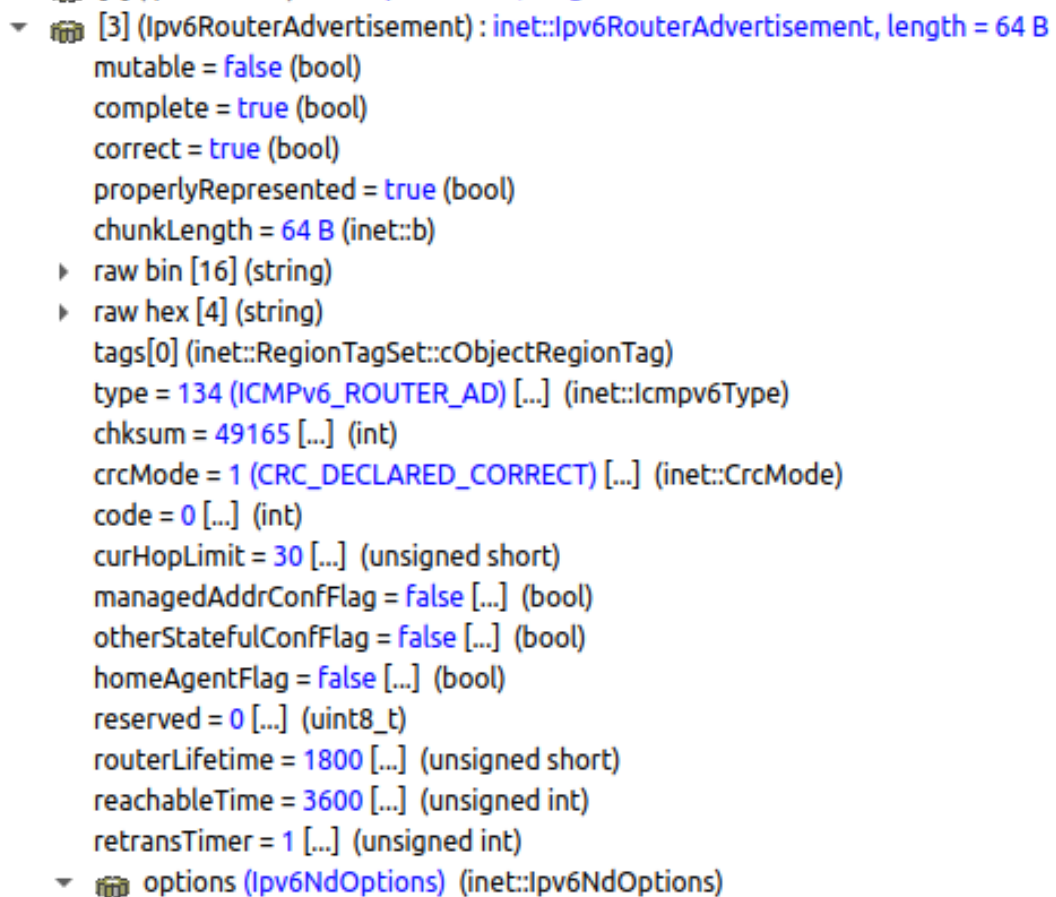 [3] (Ipv6RouterAdvertisement) : inet::Ipv6RouterAdvertisement, length = 64 B
mutable = false (bool)
complete = true (bool)
correct = true (bool)
properlyRepresented = true (bool)
chunkLength = 64 B (inet::b)
raw bin [16] (string)
raw hex [4] (string)
tags[0] (inet::RegionTagSet::cObjectRegionTag)
type = 134 (ICMPv6_ROUTER_AD) [...] (inet::Icmpv6Type)
chksum = 49165 [...] (int)
crcMode = 1 (CRC_DECLARED_CORRECT) [...] (inet::CrcMode)
code = 0 [...] (int)
curHopLimit = 30 [...] (unsigned short)
managedAddrConfFlag = false [...] (bool)
otherStatefulConfFlag = false [...] (bool)
homeAgentFlag = false [...] (bool)
reserved = 0 [...] (uint8_t)
routerLifetime = 1800 [...] (unsigned short)
reachableTime = 3600 [...] (unsigned int)
retransTimer = 1 [...] (unsigned int)
options (Ipv6NdOptions) (inet::Ipv6NdOptions)